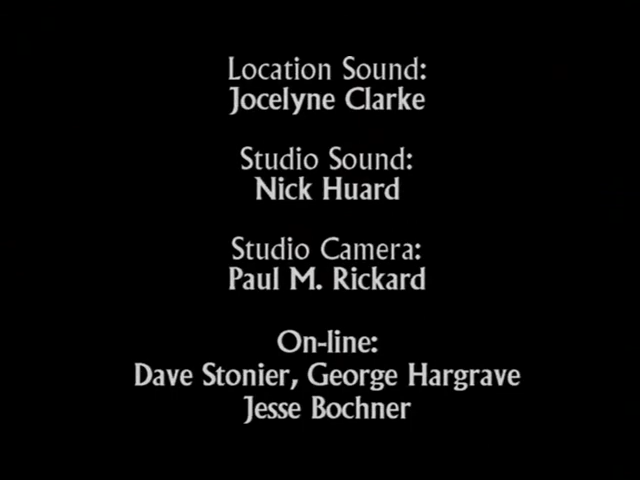 Location Sound:
Jocelyne Clarke
Studio Sound:
Nick Huard
Studio Camera:
Paul M. Rickard
On-line:
Dave Stonier, George Hargrave
Jesse Bochner